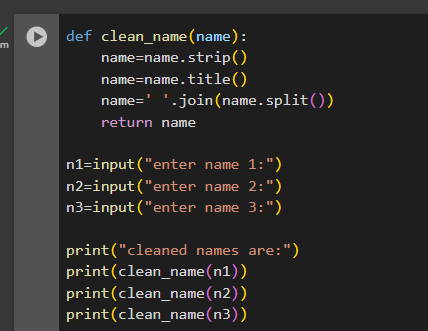 def clean_name(name):
    name=name.strip()
    name=name.title()
    name=' '.join(name.split())
    return name

n1=input("enter name 1:")
n2=input("enter name 2:")
n3=input("enter name 3:")

print("cleaned names are:")
print(clean_name(n1))
print(clean_name(n2))
print(clean_name(n3))